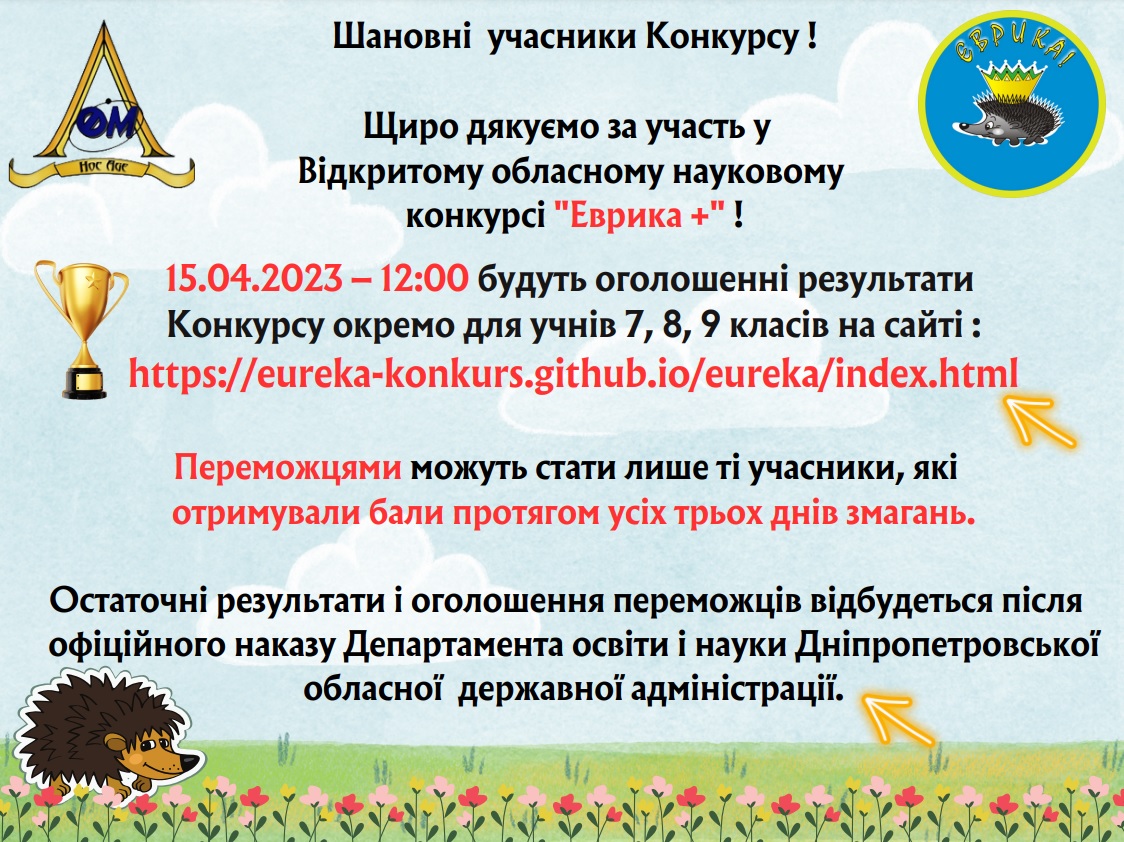 Шановні учасники Конкурсу !
ЄВРИКА!
ФМ
Hoc Age
Щиро дякуємо за участь у
Відкритому обласному науковому
конкурсі "Еврика +" !
15.04.2023 – 12:00 будуть оголошенні результати
Конкурсу окремо для учнів 7, 8, 9 класів на сайті :
https://eureka-konkurs.github.io/eureka/index.html
Переможцями можуть стати лише ті учасники, які
отримували бали протягом усіх трьох днів змагань.
Остаточні результати і оголошення переможців відбудеться після
офіційного наказу Департамента освіти і науки Дніпропетровської
обласної державної адміністрації.